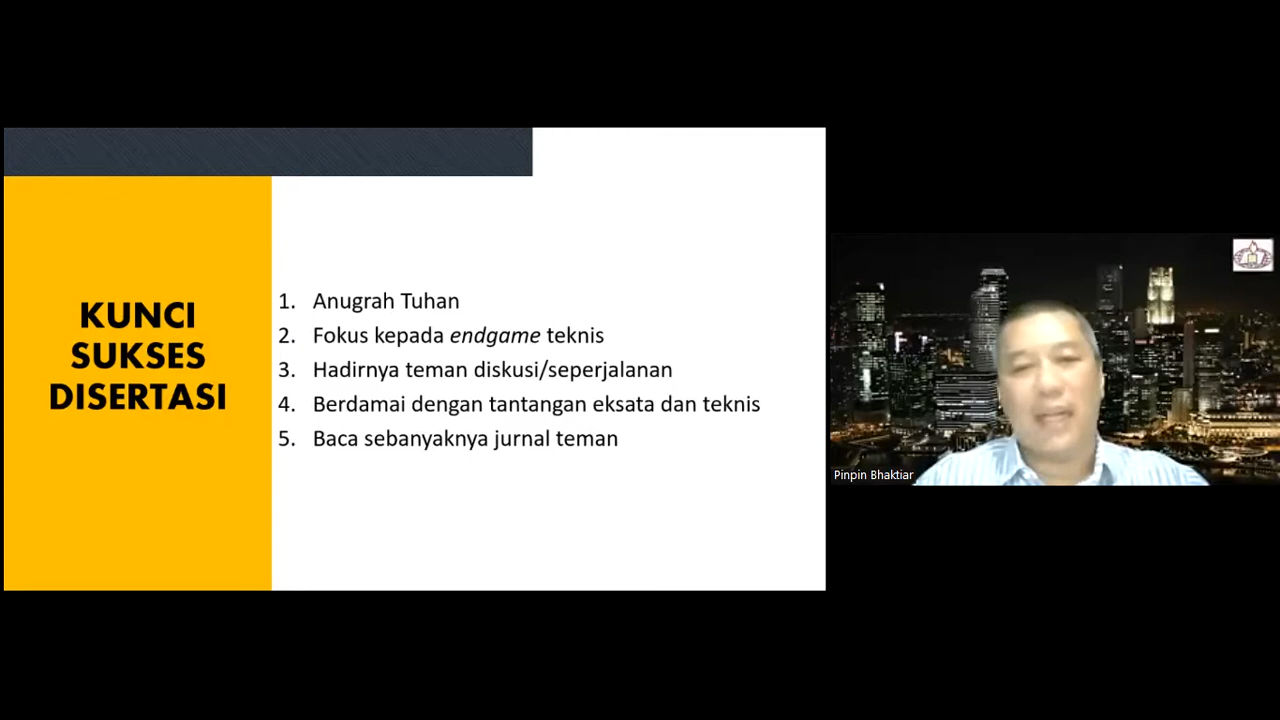 KUNCI
SUKSES
DISERTASI
1. Anugrah Tuhan
2. Fokus kepada endgame teknis
3. Hadirnya teman diskusi/seperjalanan
4. Berdamai dengan tantangan eksata dan teknis
5. Baca sebanyaknya jurnal teman
Pinpin Bhaktiar